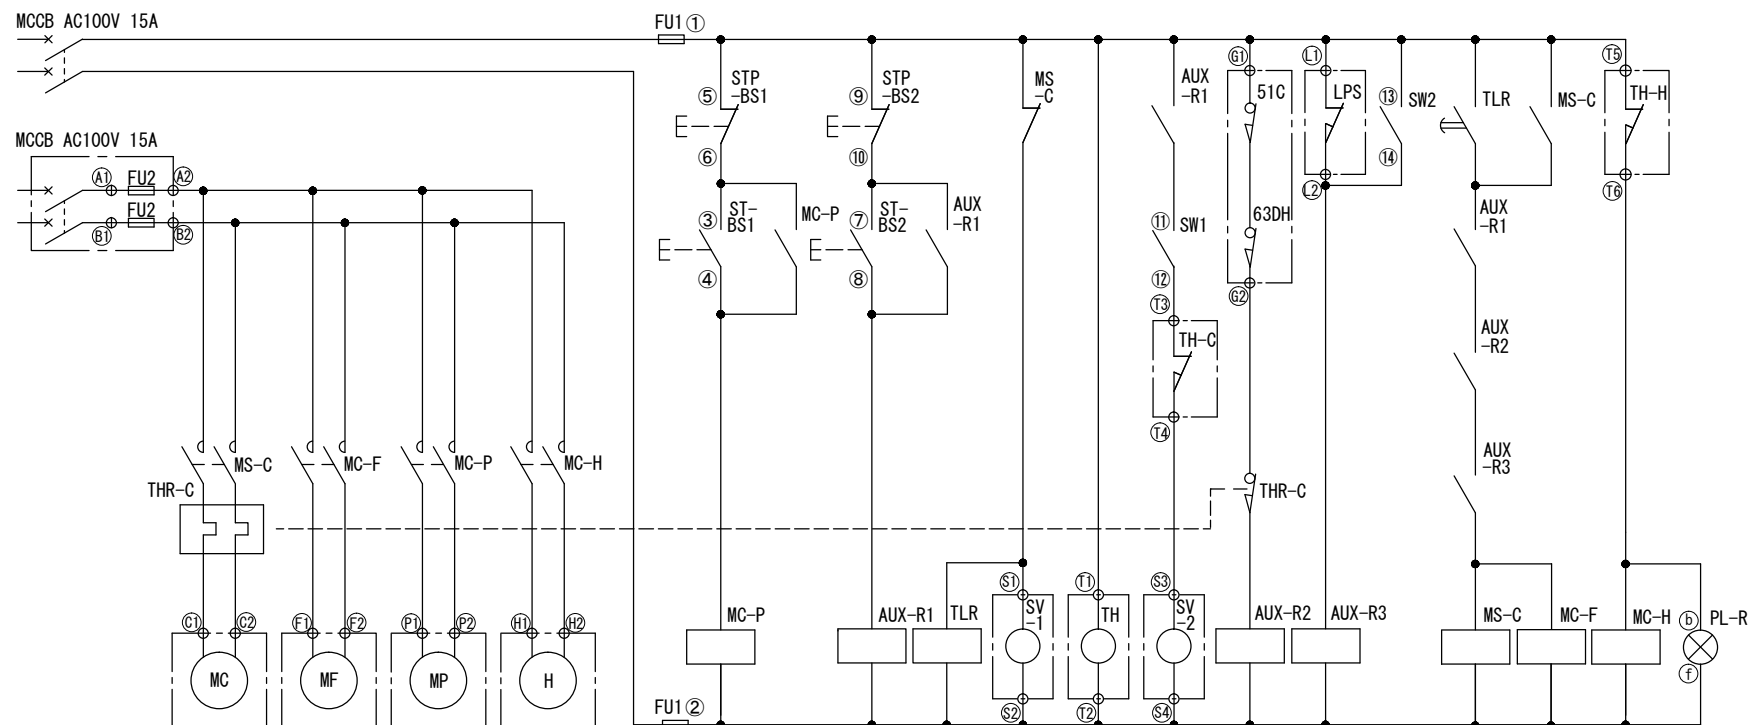 MCCB AC100V 15A
FU1 ①
MCCB AC100V 15A
A1 FU2 A2
B1 FU2 B2
⑤ STP
-BS1
⑥
③ ST-
BS1
④
MC-P
⑨ STP
-BS2
⑩
⑦ ST-
BS2
⑧
AUX
-R1
MS
-C
AUX
-R1
⑪ SW1
⑫
T3
TH-C
T4
G1
51C
63DH
G2
THR-C
L1
LPS
L2
⑬ SW2
⑭
TLR
MS-C
AUX
-R1
AUX
-R2
AUX
-R3
T5
TH-H
T6
MS-C
MC-F
MC-P
MC-H
THR-C
C1 C2
F1 F2
P1 P2
H1 H2
MC
MF
MP
H
MC-P
AUX-R1
TLR
S1
SV
-1
S2
T1
TH
T2
S3
SV
-2
S4
AUX-R2
AUX-R3
MS-C
MC-F
MC-H
b PL-R
f
FU1 ②